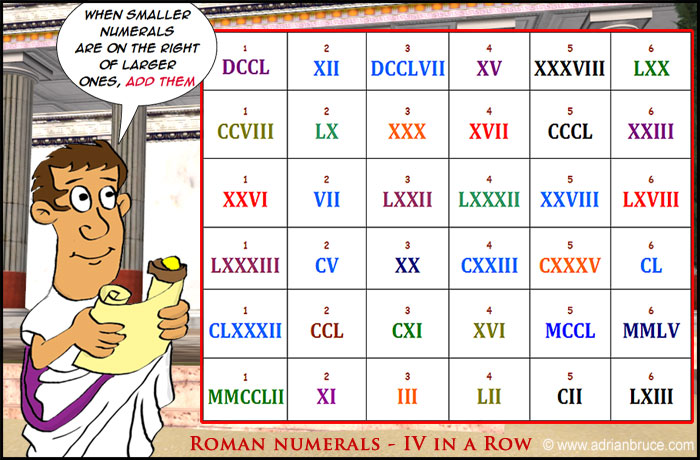 WHEN SMALLER
NUMERALS
ARE ON THE RIGHT
OF LARGER
ONES, ADD THEM
1 2 3 4 5 6
DCCL XII DCCLVII XV XXXVIII LXX
1 2 3 4 5 6
CCVIII LX XXX XVII CCCL XXIII
1 2 3 4 5 6
XXVI VII LXXII LXXXII XXVIII LXVIII
1 2 3 4 5 6
LXXXIII CV XX CXXIII CXXXV CL
1 2 3 4 5 6
CLXXXII CCL CXI XVI MCCL MMLV
1 2 3 4 5 6
MMCCLII XI III LII CII LXIII
ROMAN NUMERALS - IV IN A ROW © www.adrianbruce.com